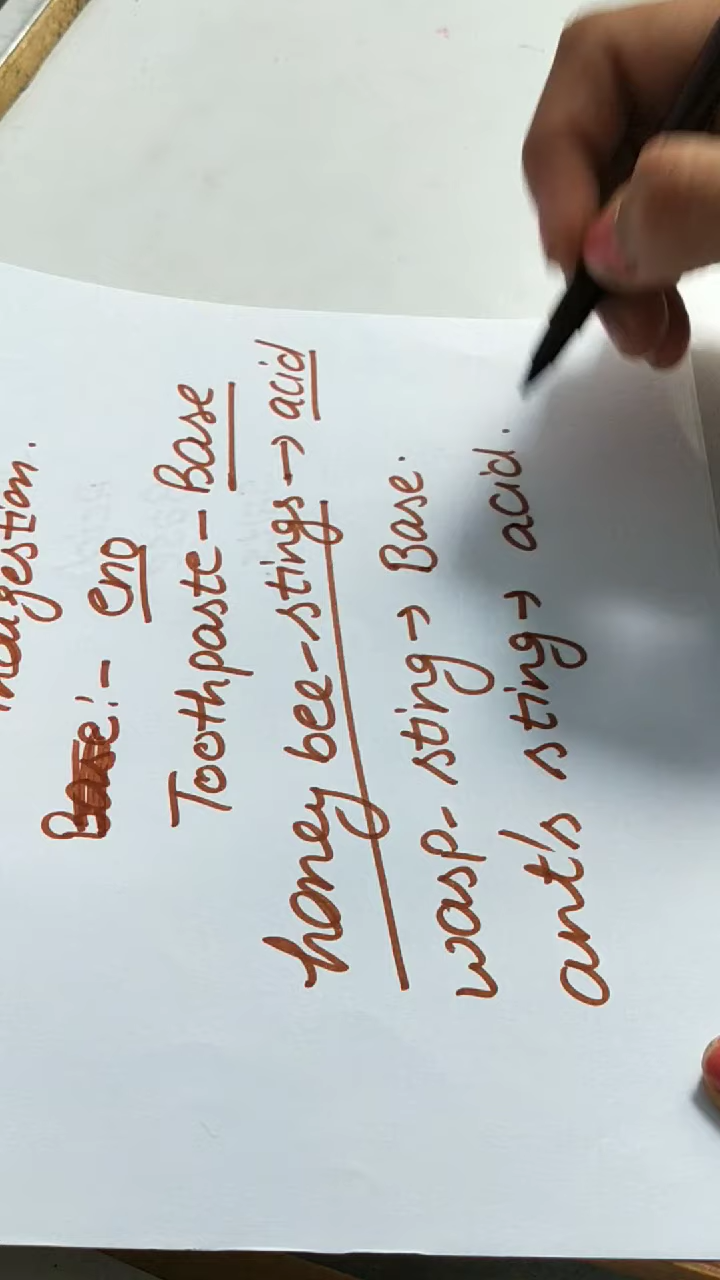 Base:- eno
Toothpaste - Base
honey bee - stings → acid
wasp - sting → Base.
ant's sting → acid.